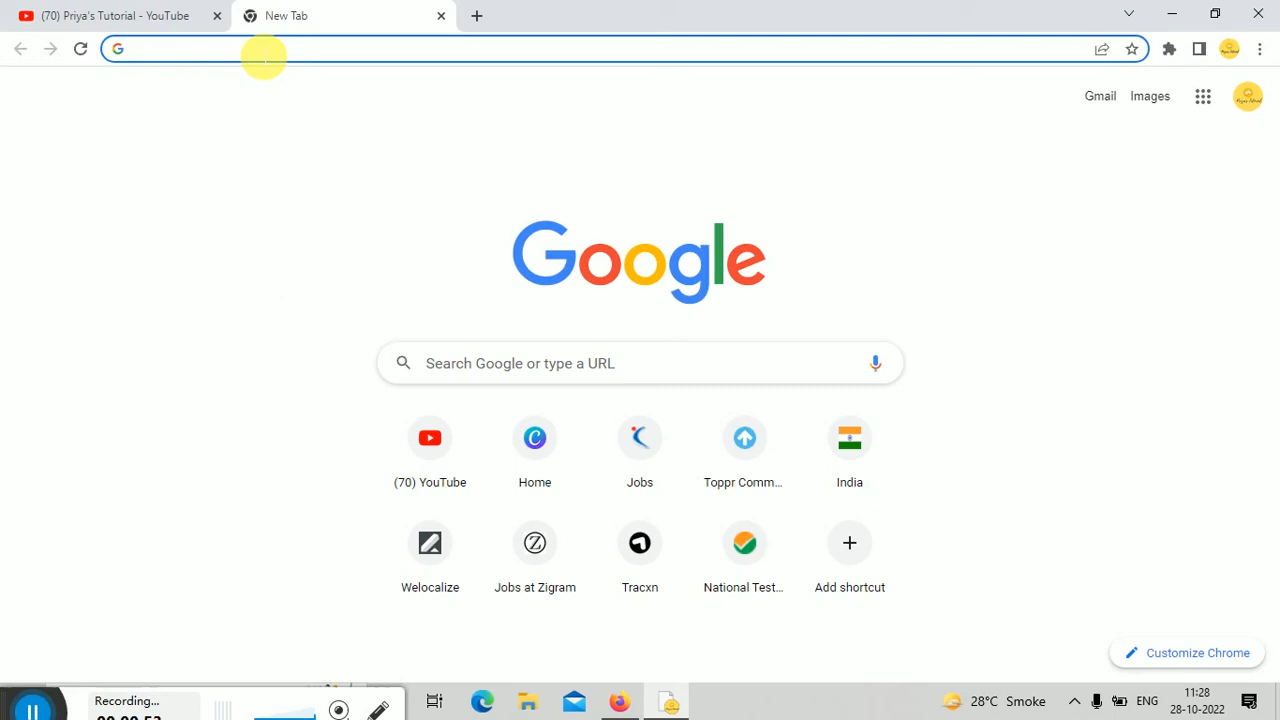 (70) Priya's Tutorial - YouTube
New Tab
Gmail Images
Google
Search Google or type a URL
(70) YouTube
Home
Jobs
Toppr Comm...
India
Welocalize
Jobs at Zigram
Tracxn
National Test...
Add shortcut
Customize Chrome
Recording...
28°C Smoke
ENG
11:28
28-10-2022